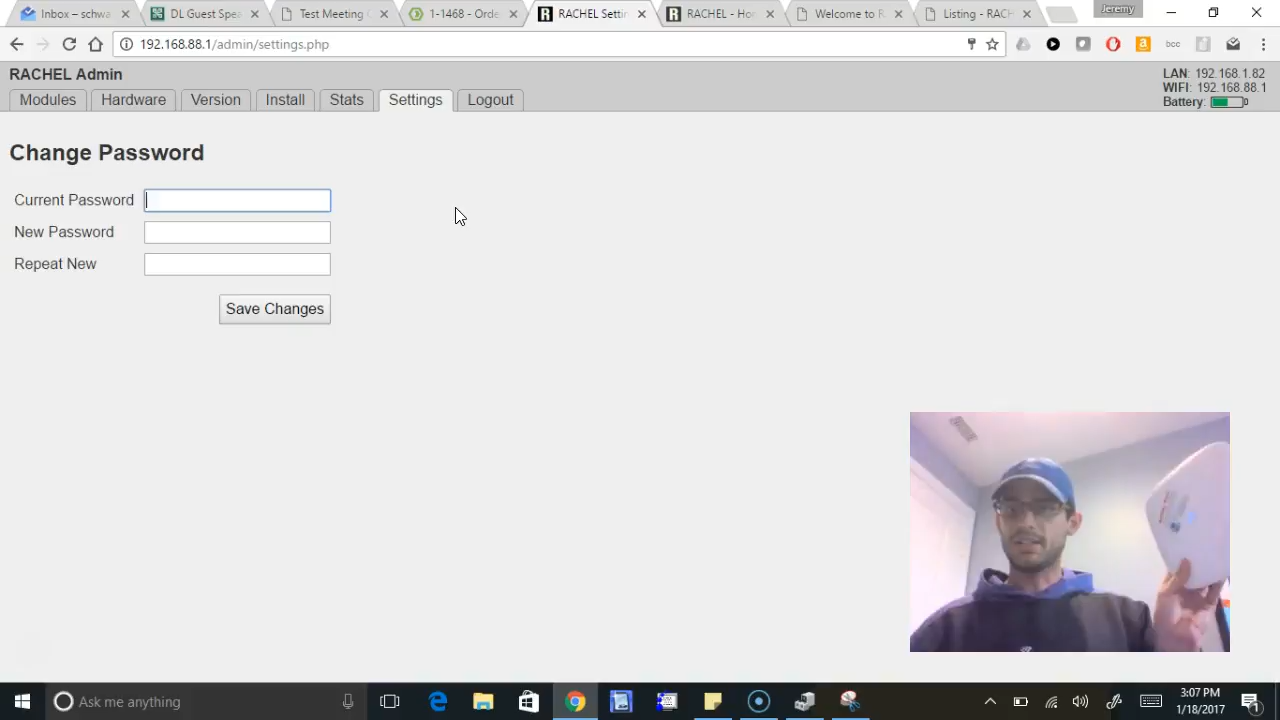 Inbox – schwa
DL Guest Spea
Test Meeting C
1-1468 - Orde
RACHEL Settin
RACHEL - Hor
Welcome to R
Listing - RACH
Jeremy
192.168.88.1/admin/settings.php
bcc
RACHEL Admin
LAN: 192.168.1.82
WIFI: 192.168.88.1
Battery:
Modules
Hardware
Version
Install
Stats
Settings
Logout
Change Password
Current Password
New Password
Repeat New
Save Changes
Ask me anything
3:07 PM
1/18/2017